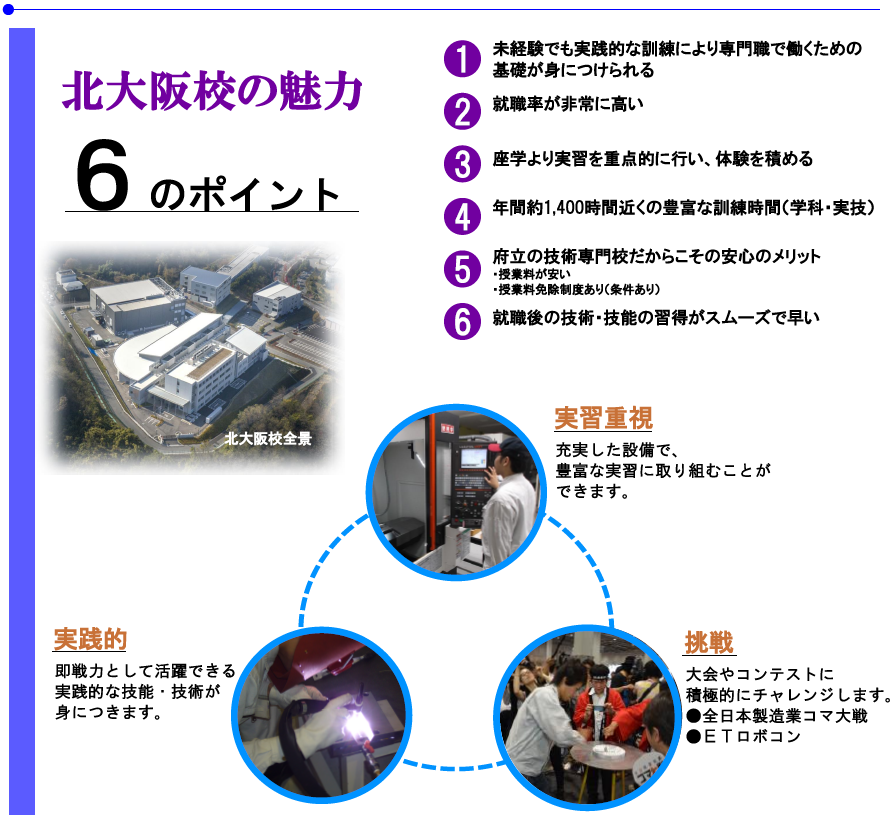 北大阪校の魅力
6 のポイント
1 未経験でも実践的な訓練により専門職で働くための
基礎が身につけられる
2 就職率が非常に高い
3 座学より実習を重点的に行い、体験を積める
4 年間約1,400時間近くの豊富な訓練時間(学科・実技)
5 府立の技術専門校だからこその安心のメリット
・授業料が安い
・授業料免除制度あり(条件あり)
6 就職後の技術・技能の習得がスムーズで早い
北大阪校全景
実習重視
充実した設備で、
豊富な実習に取り組むことが
できます。
実践的
即戦力として活躍できる
実践的な技能・技術が
身につきます。
挑戦
大会やコンテストに
積極的にチャレンジします。
●全日本製造業コマ大戦
●ETロボコン